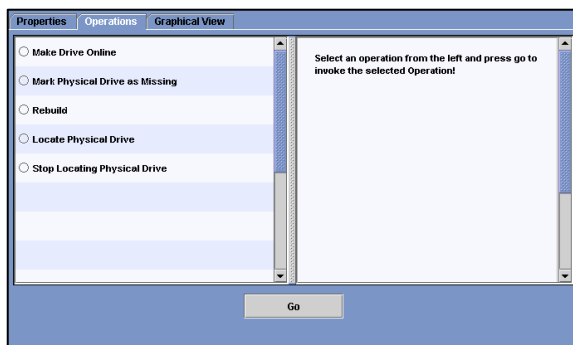 Properties
Operations
Graphical View
Make Drive Online
Mark Physical Drive as Missing
Rebuild
Locate Physical Drive
Stop Locating Physical Drive
Select an operation from the left and press go to
invoke the selected Operation!
Go